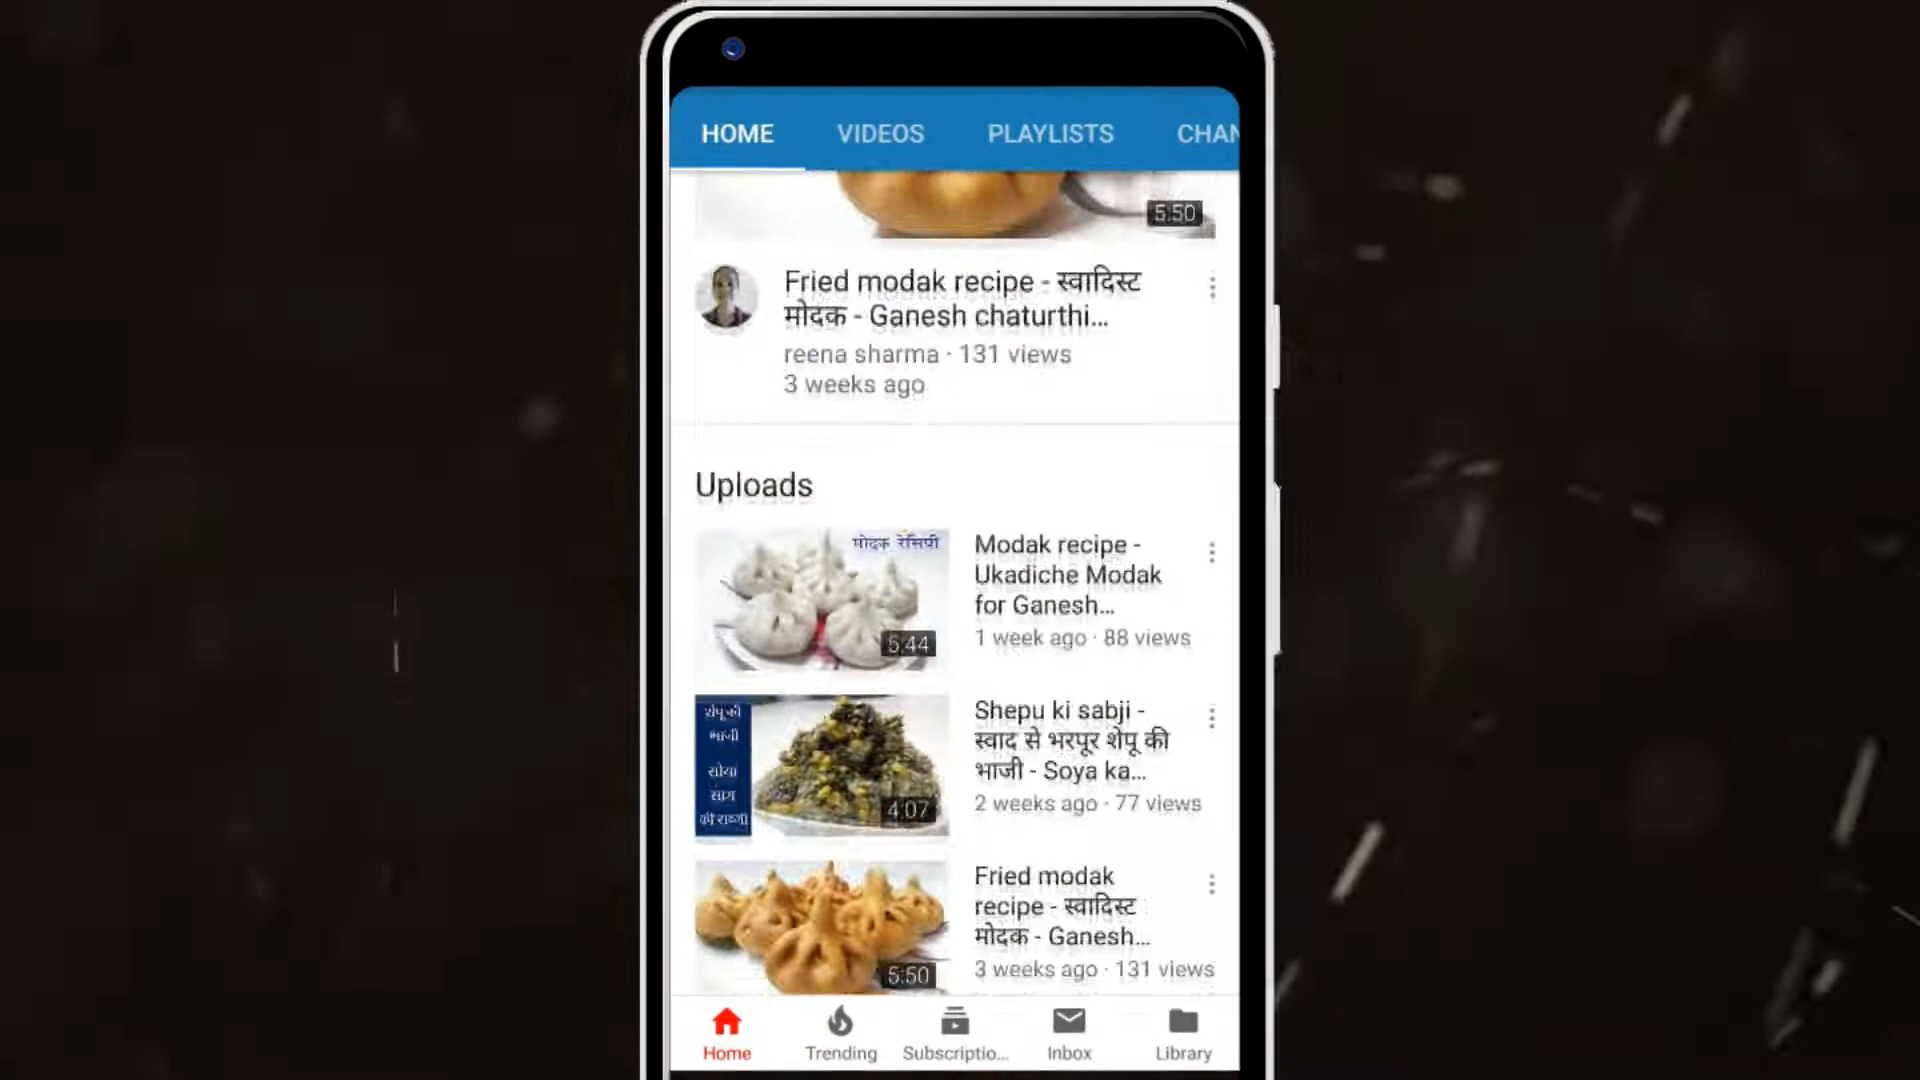 HOME VIDEOS PLAYLISTS CHAN
5:50
Fried modak recipe - स्वादिस्ट
मोदक - Ganesh chaturthi...
reena sharma · 131 views
3 weeks ago
Uploads
मोदक रेसिपी
5:44
Modak recipe -
Ukadiche Modak
for Ganesh...
1 week ago · 88 views
शेपू की
भाजी
सोया
साग
की सब्जी
4:07
Shepu ki sabji -
स्वाद से भरपूर शेपू की
भाजी - Soya ka...
2 weeks ago · 77 views
5:50
Fried modak
recipe - स्वादिस्ट
मोदक - Ganesh...
3 weeks ago · 131 views
Home Trending Subscriptio... Inbox Library